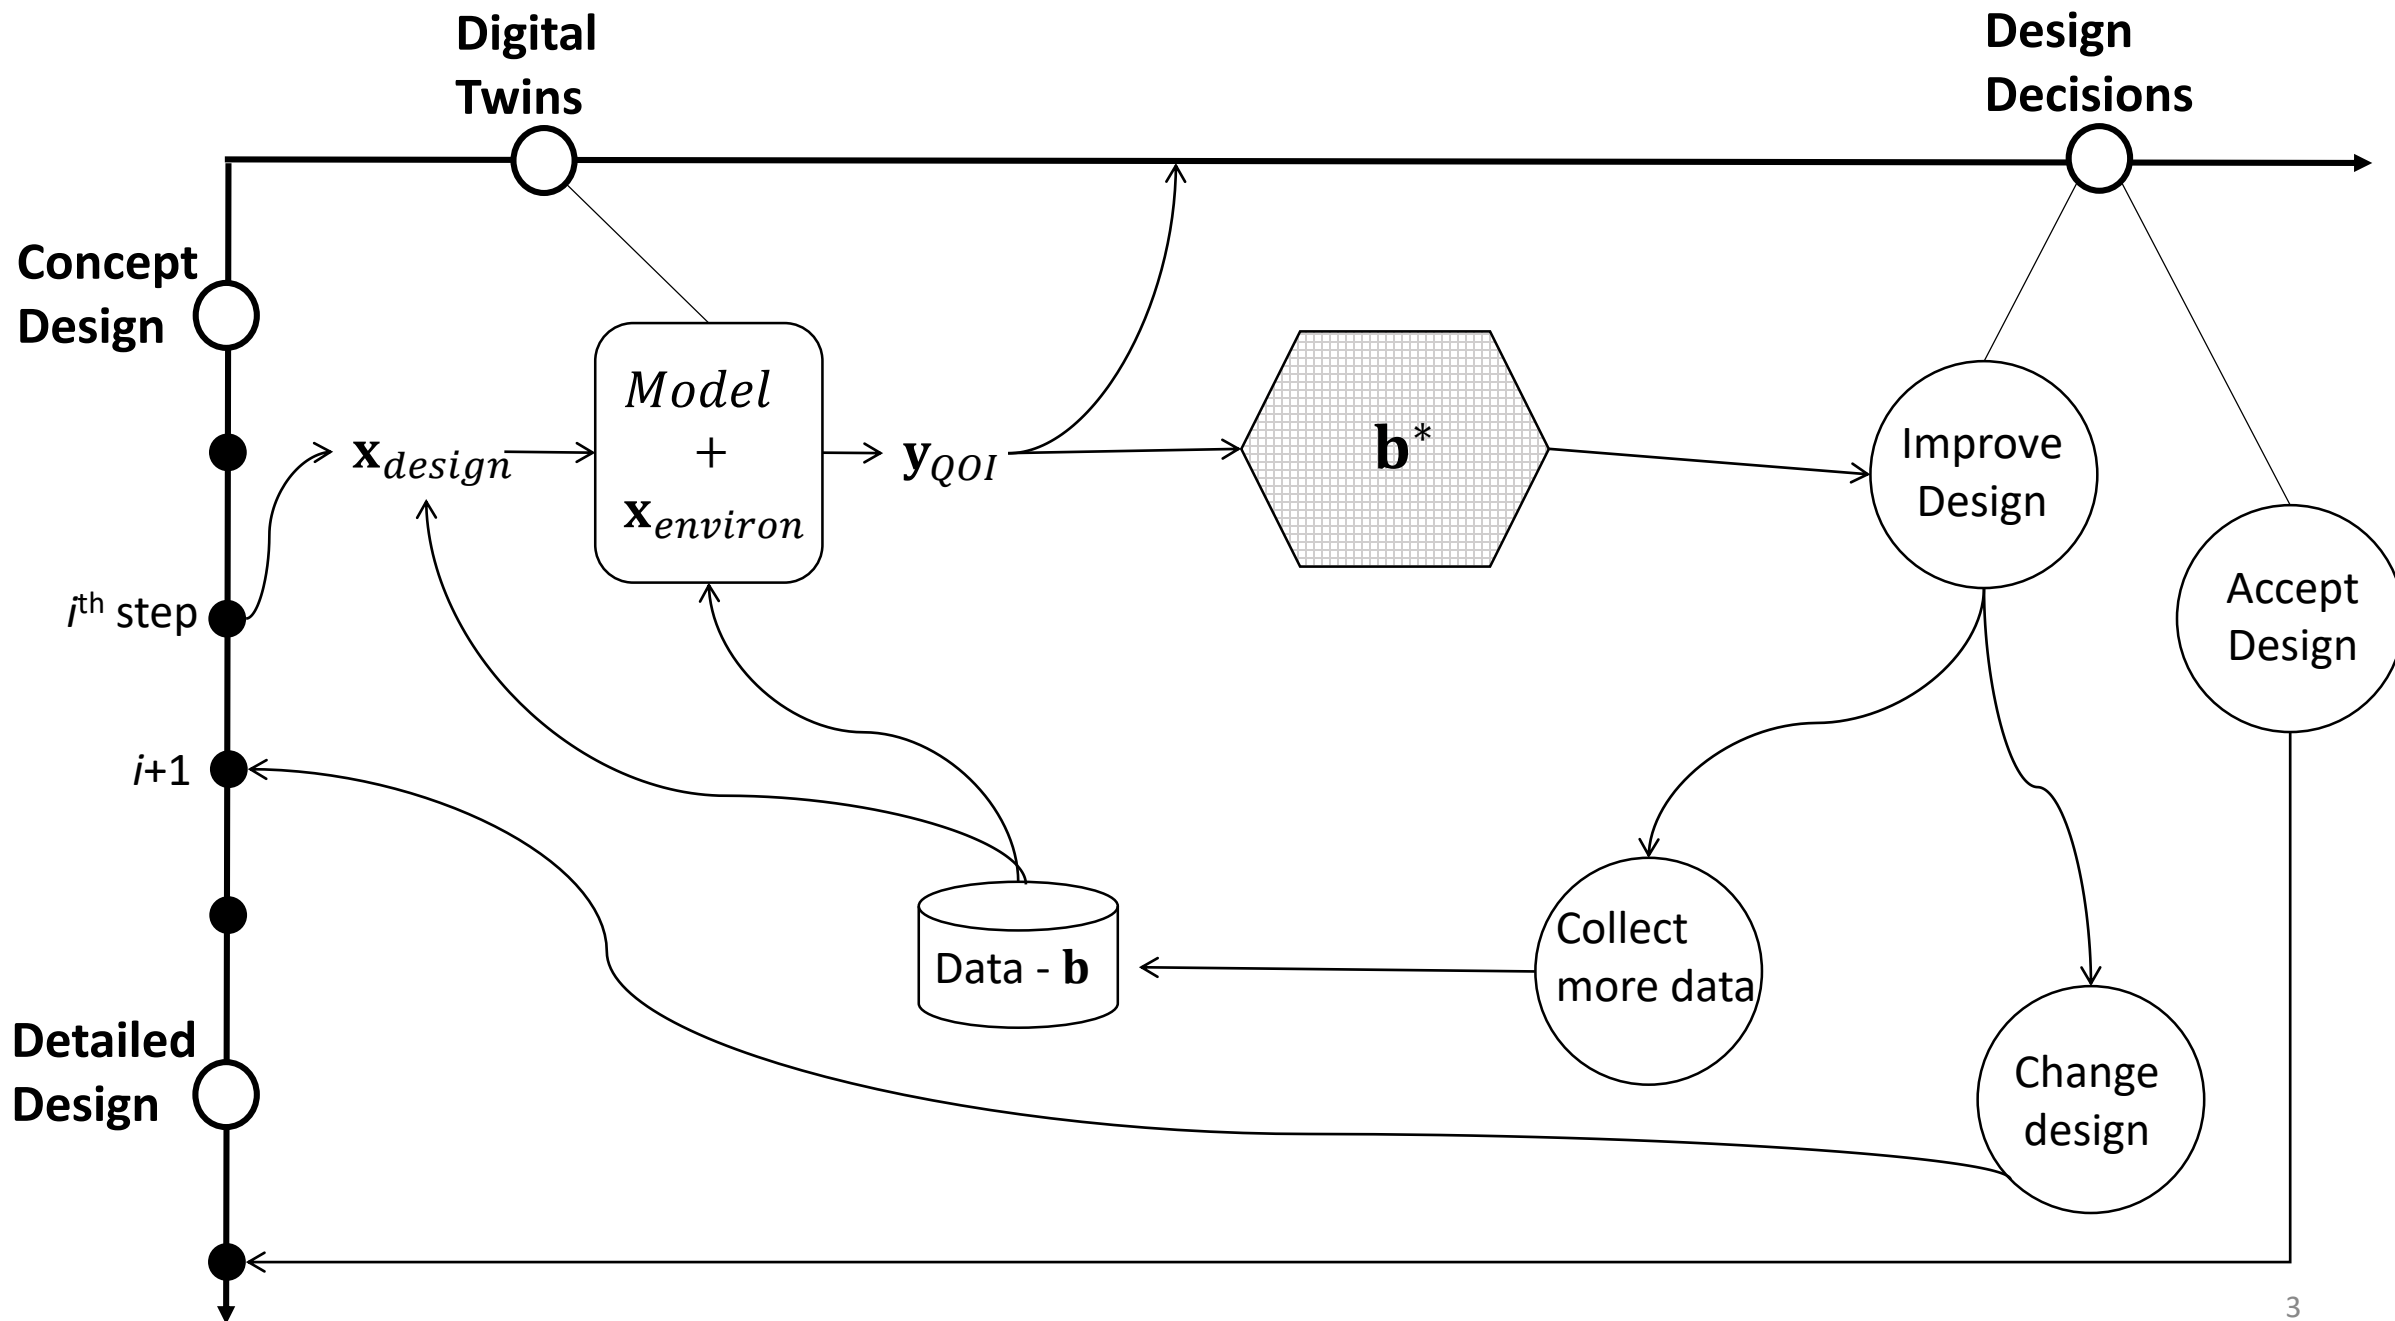 Digital
Twins
Design
Decisions
Concept
Design
𝐱_design
Model
+
𝐱_environ
𝐲_QOI
𝐛*
Improve
Design
Accept
Design
iᵗʰ step
i+1
Data - 𝐛
Collect
more data
Detailed
Design
Change
design
3